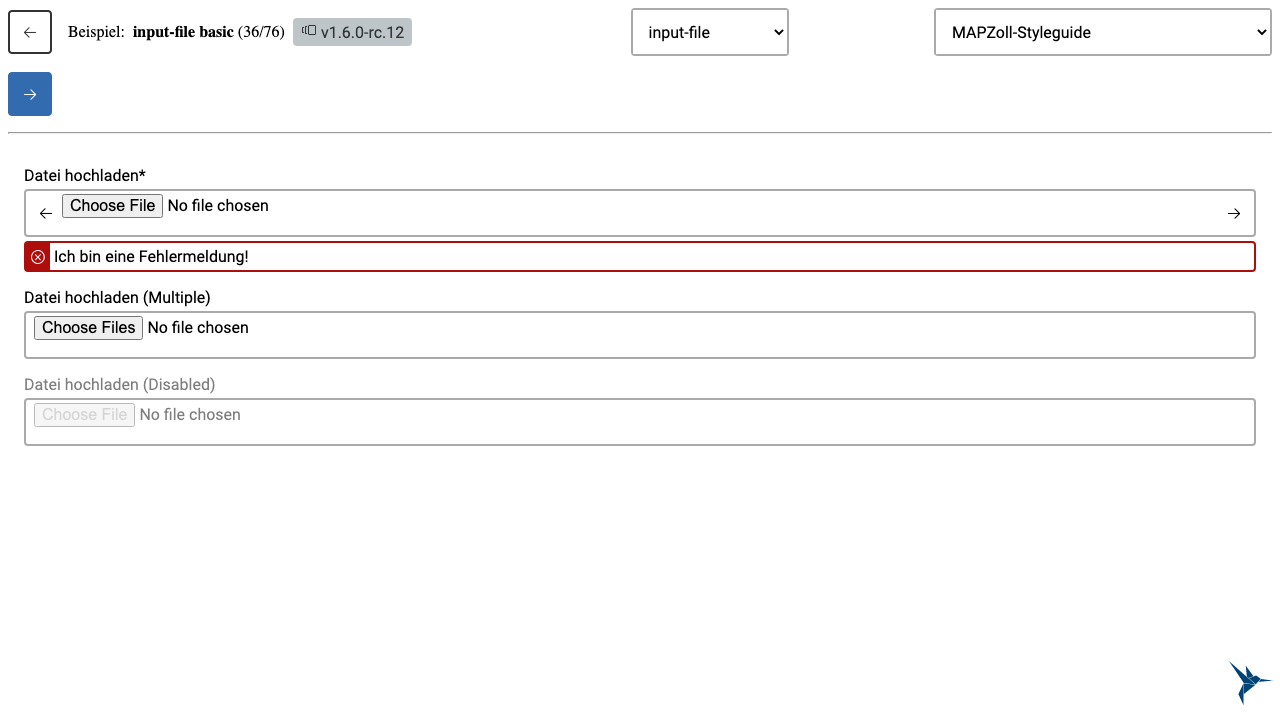 Beispiel: input-file basic (36/76) v1.6.0-rc.12 input-file MAPZoll-Styleguide
Datei hochladen*
Choose File No file chosen
Ich bin eine Fehlermeldung!
Datei hochladen (Multiple)
Choose Files No file chosen
Datei hochladen (Disabled)
Choose File No file chosen